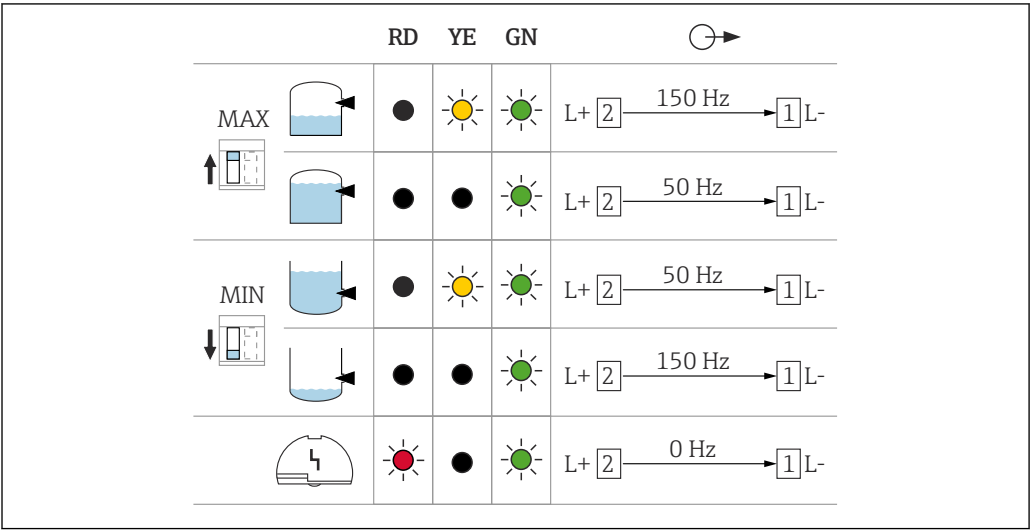 RD YE GN
MAX
L+ 2 150 Hz 1 L-
L+ 2 50 Hz 1 L-
MIN
L+ 2 50 Hz 1 L-
L+ 2 150 Hz 1 L-
L+ 2 0 Hz 1 L-